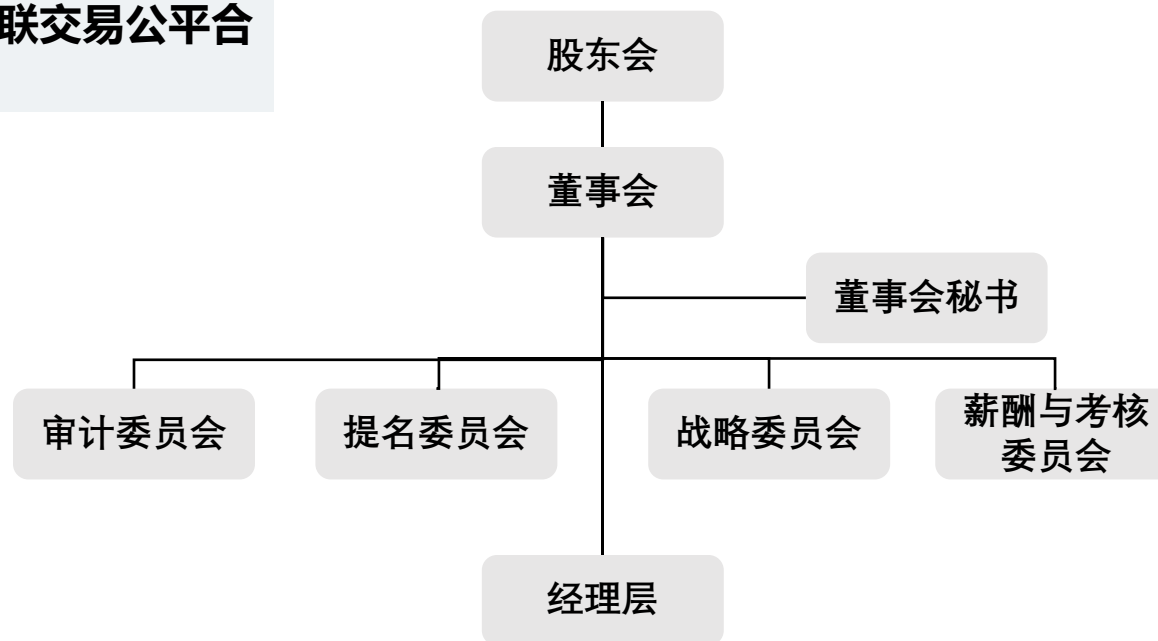 联交易公平合
股东会
董事会
董事会秘书
审计委员会
提名委员会
战略委员会
薪酬与考核
委员会
经理层